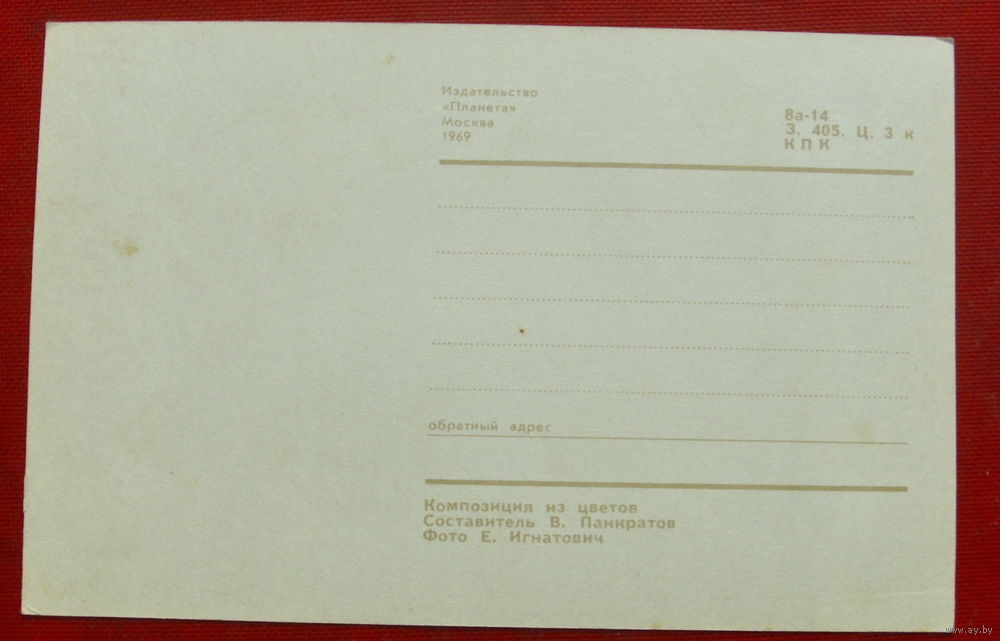 Издательство
«Планета»
Москва
1969
8а-14
З. 405. Ц. 3 к
КПК
обратный адрес
Композиция из цветов
Составитель В. Панкратов
Фото Е. Игнатович
www.ay.by